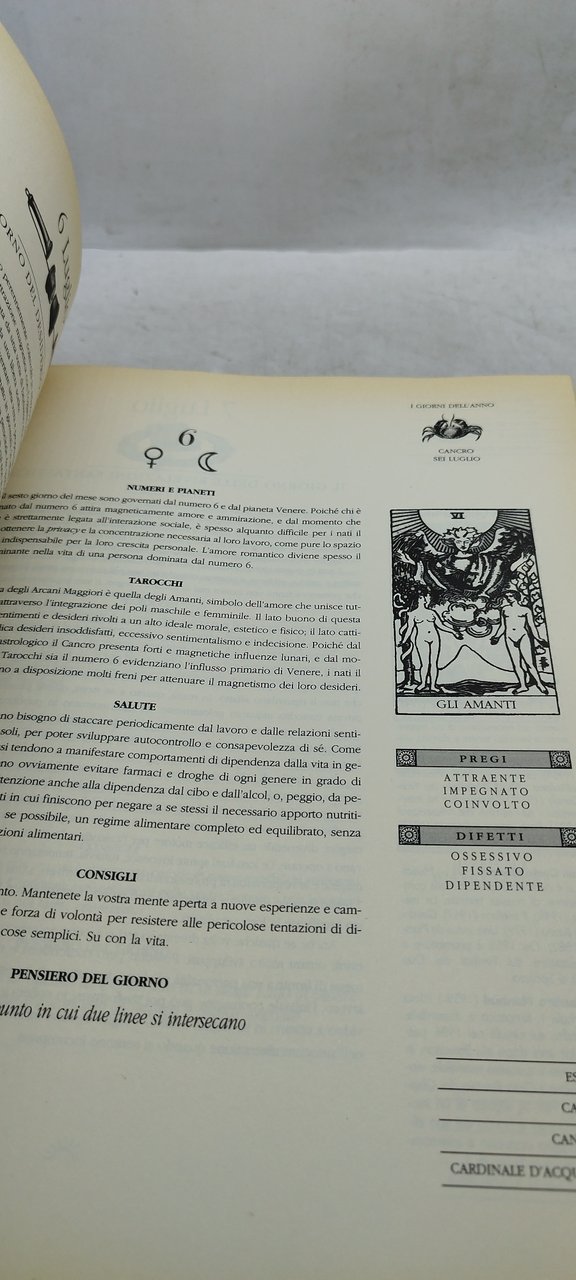 6
NUMERI E PIANETI
il sesto giorno del mese sono governati dal numero 6 e dal pianeta Venere. Poiché chi è
nato dal numero 6 attira magneticamente amore e ammirazione, e dal momento che
è strettamente legata all'interazione sociale, è spesso alquanto difficile per i nati il
ottenere la privacy e la concentrazione necessaria al loro lavoro, come pure lo spazio
indispensabile per la loro crescita personale. L'amore romantico diviene spesso il
minante nella vita di una persona dominata dal numero 6.
TAROCCHI
a degli Arcani Maggiori è quella degli Amanti, simbolo dell'amore che unisce tut-
attraverso l'integrazione dei poli maschile e femminile. Il lato buono di questa
entimenti e desideri rivolti a un alto ideale morale, estetico e fisico; il lato catti-
lica desideri insoddisfatti, eccessivo sentimentalismo e indecisione. Poiché dal
astrologico il Cancro presenta forti e magnetiche influenze lunari, e dal mo-
Tarocchi sia il numero 6 evidenziano l'influsso primario di Venere, i nati il
no a disposizione molti freni per attenuare il magnetismo dei loro desideri.
SALUTE
no bisogno di staccare periodicamente dal lavoro e dalle relazioni senti-
soli, per poter sviluppare autocontrollo e consapevolezza di sé. Come
si tendono a manifestare comportamenti di dipendenza dalla vita in ge-
no ovviamente evitare farmaci e droghe di ogni genere in grado di
tenzione anche alla dipendenza dal cibo e dall'alcol, o, peggio, da pe-
ti in cui finiscono per negare a se stessi il necessario apporto nutriti-
se possibile, un regime alimentare completo ed equilibrato, senza
zioni alimentari.
CONSIGLI
nto. Mantenete la vostra mente aperta a nuove esperienze e cam-
e forza di volontà per resistere alle pericolose tentazioni di di-
cose semplici. Su con la vita.
PENSIERO DEL GIORNO
unto in cui due linee si intersecano
I GIORNI DELL'ANNO
CANCRO
SEI LUGLIO
VI
GLI AMANTI
PREGI
ATTRAENTE
IMPEGNATO
COINVOLTO
DIFETTI
OSSESSIVO
FISSATO
DIPENDENTE
ES
CA
CAN
CARDINALE D'ACQU